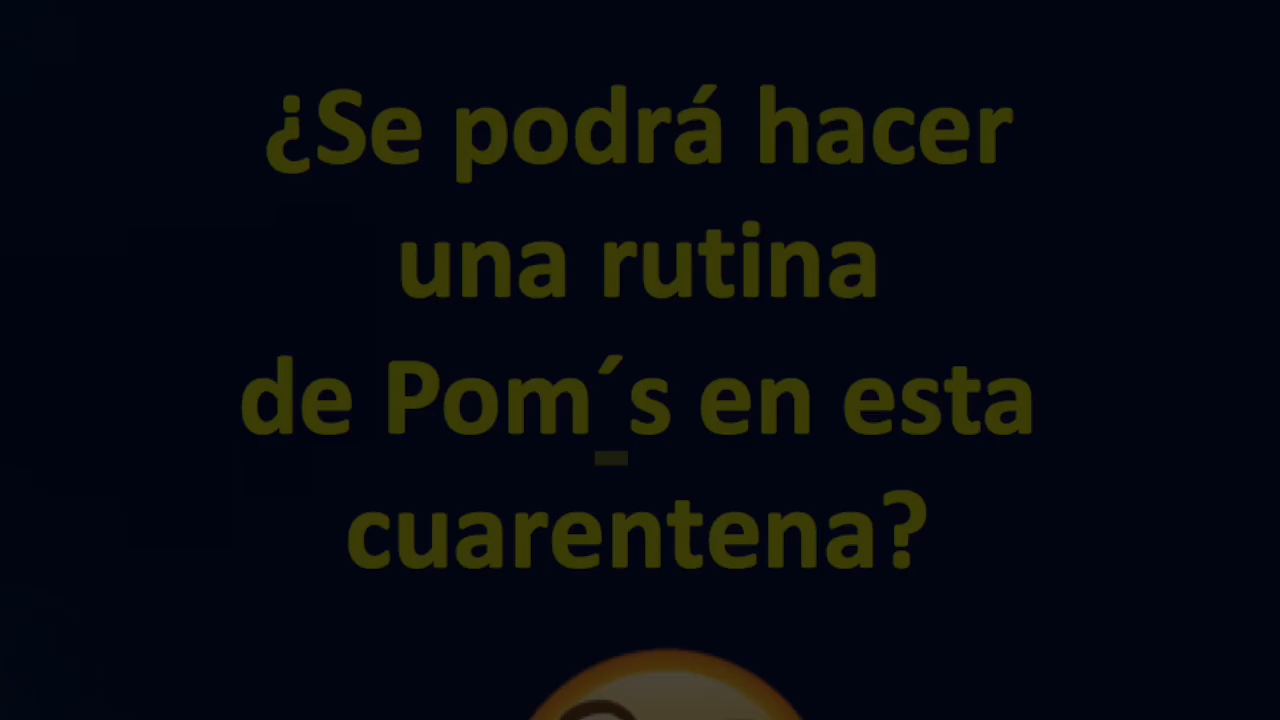 ¿Se podrá hacer
una rutina
de Pom´s en esta
cuarentena?